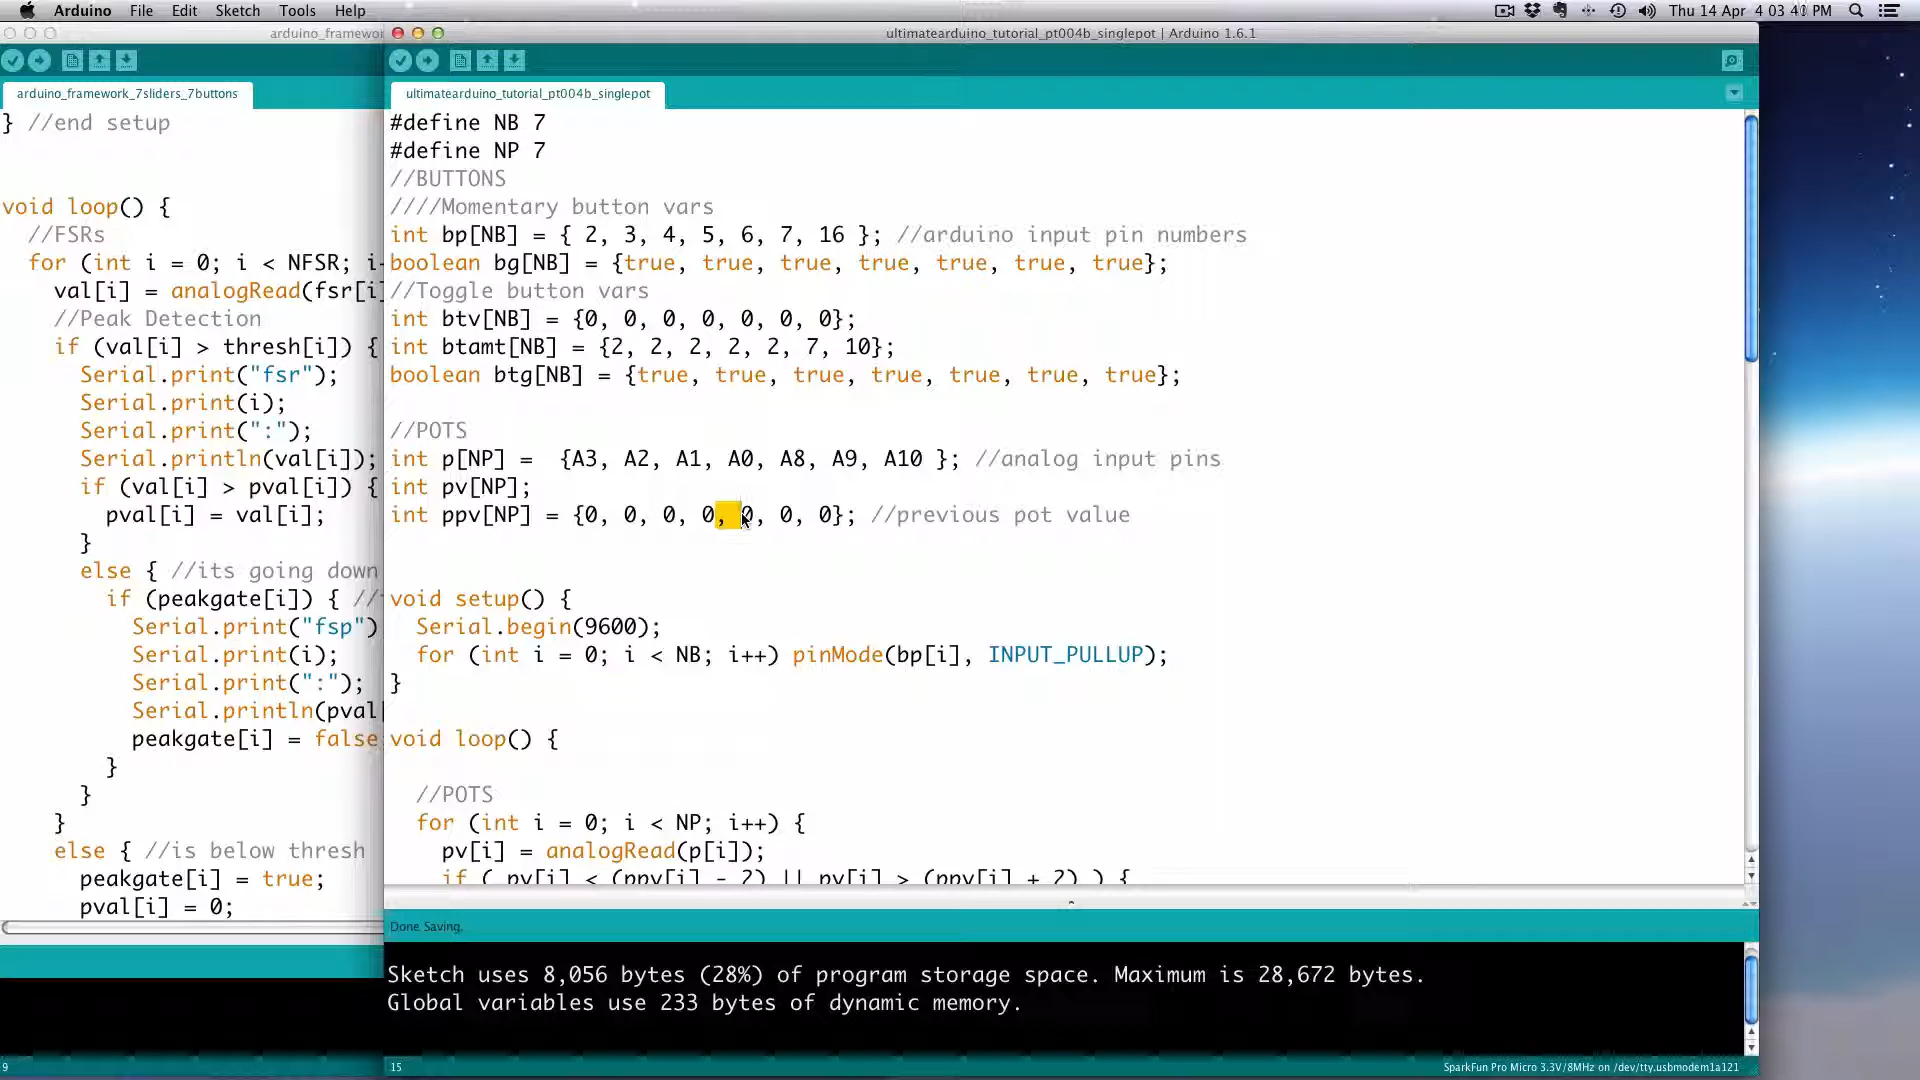 Arduino File Edit Sketch Tools Help
Thu 14 Apr 4 03 PM
arduino_framewo
ultimatearduino_tutorial_pt004b_singlepot | Arduino 1.6.1
arduino_framework_7sliders_7buttons
} //end setup
void loop() {
//FSRs
for (int i = 0; i < NFSR; i
val[i] = analogRead(fsr[i]
//Peak Detection
if (val[i] > thresh[i]) {
Serial.print("fsr");
Serial.print(i);
Serial.print(":");
Serial.println(val[i]);
if (val[i] > pval[i]) {
pval[i] = val[i];
}
else { //its going down
if (peakgate[i]) { //
Serial.print("fsp")
Serial.print(i);
Serial.print(":");
Serial.println(pval
peakgate[i] = false
}
}
}
else { //is below thresh
peakgate[i] = true;
pval[i] = 0;
9
ultimatearduino_tutorial_pt004b_singlepot
#define NB 7
#define NP 7
//BUTTONS
////Momentary button vars
int bp[NB] = { 2, 3, 4, 5, 6, 7, 16 }; //arduino input pin numbers
boolean bg[NB] = {true, true, true, true, true, true, true};
//Toggle button vars
int btv[NB] = {0, 0, 0, 0, 0, 0, 0};
int btamt[NB] = {2, 2, 2, 2, 2, 7, 10};
boolean btg[NB] = {true, true, true, true, true, true, true};
//POTS
int p[NP] =  {A3, A2, A1, A0, A8, A9, A10 }; //analog input pins
int pv[NP];
int ppv[NP] = {0, 0, 0, 0, 0, 0, 0}; //previous pot value
void setup() {
Serial.begin(9600);
for (int i = 0; i < NB; i++) pinMode(bp[i], INPUT_PULLUP);
}
void loop() {
//POTS
for (int i = 0; i < NP; i++) {
pv[i] = analogRead(p[i]);
if ( pv[i] < (ppv[i] - 2) || pv[i] > (ppv[i] + 2) ) {
Done Saving.
Sketch uses 8,056 bytes (28%) of program storage space. Maximum is 28,672 bytes.
Global variables use 233 bytes of dynamic memory.
15
SparkFun Pro Micro 3.3V/8MHz on /dev/tty.usbmodem1a121